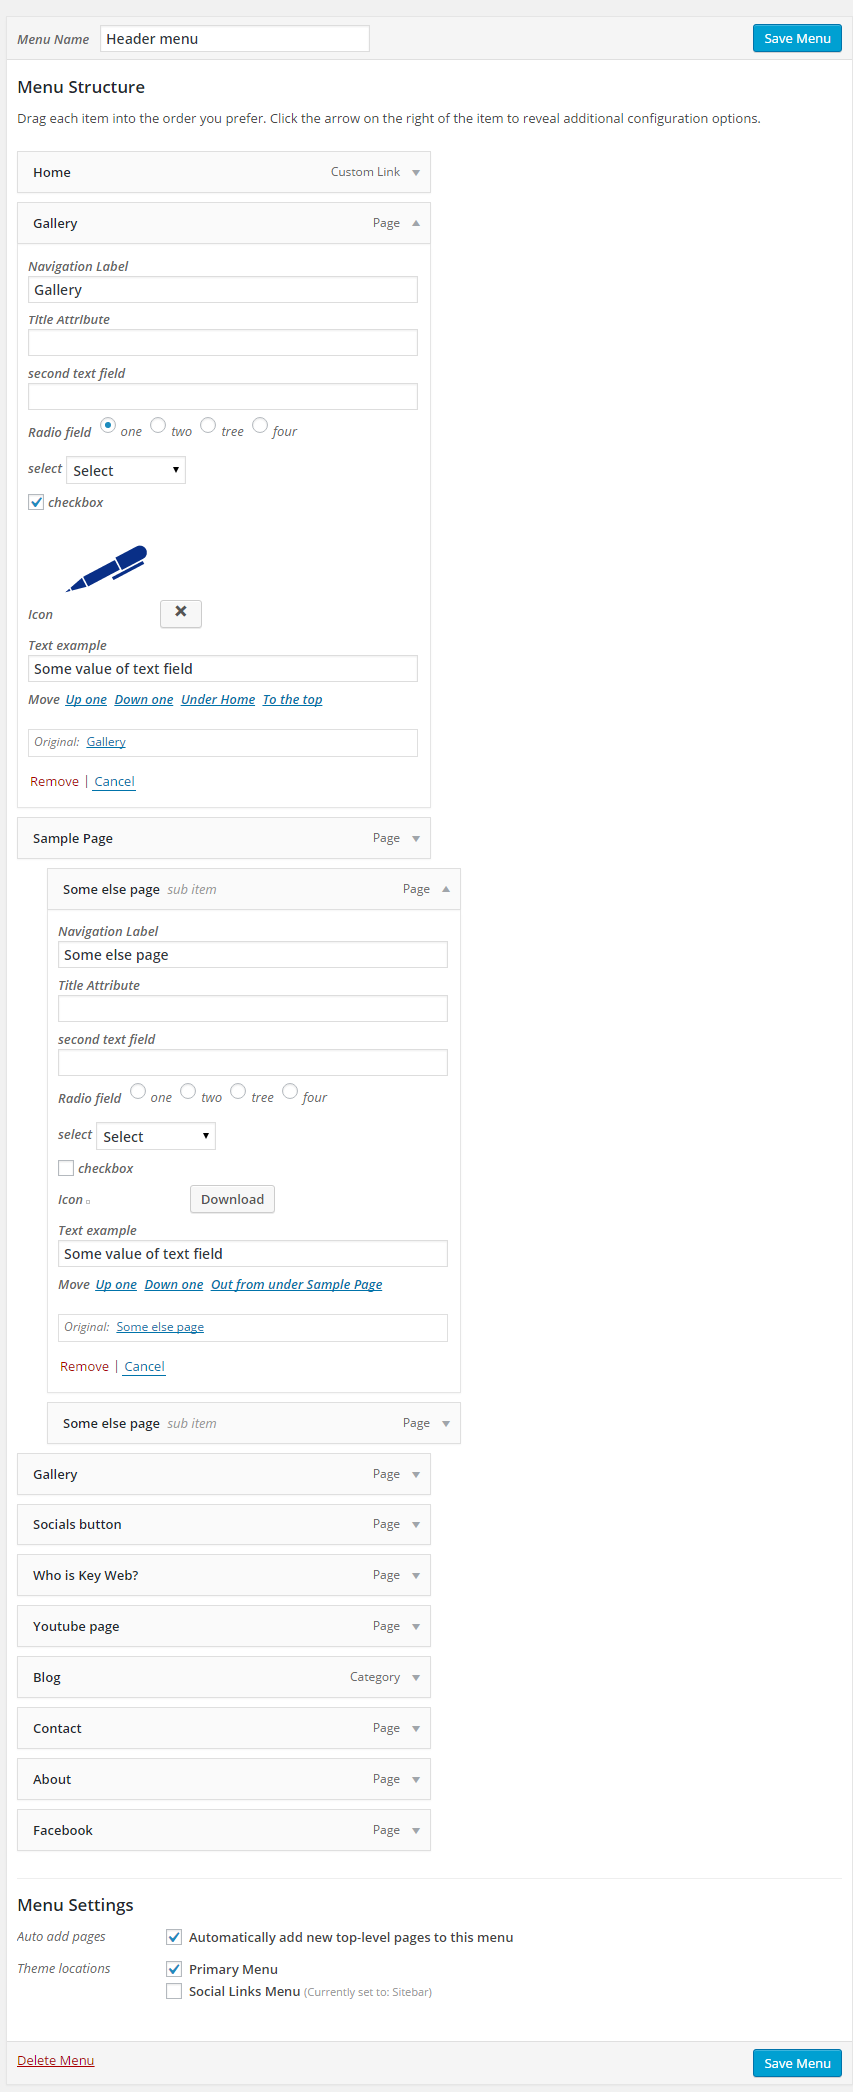 Menu Name Header menu Save Menu
Menu Structure
Drag each item into the order you prefer. Click the arrow on the right of the item to reveal additional configuration options.
Home Custom Link
Gallery Page
Navigation Label
Gallery
Title Attribute
second text field
Radio field one two tree four
select Select
checkbox
Icon
Text example
Some value of text field
Move Up one Down one Under Home To the top
Original: Gallery
Remove | Cancel
Sample Page Page
Some else page sub item Page
Navigation Label
Some else page
Title Attribute
second text field
Radio field one two tree four
select Select
checkbox
Icon Download
Text example
Some value of text field
Move Up one Down one Out from under Sample Page
Original: Some else page
Remove | Cancel
Some else page sub item Page
Gallery Page
Socials button Page
Who is Key Web? Page
Youtube page Page
Blog Category
Contact Page
About Page
Facebook Page
Menu Settings
Auto add pages Automatically add new top-level pages to this menu
Theme locations Primary Menu
Social Links Menu (Currently set to: Sitebar)
Delete Menu Save Menu